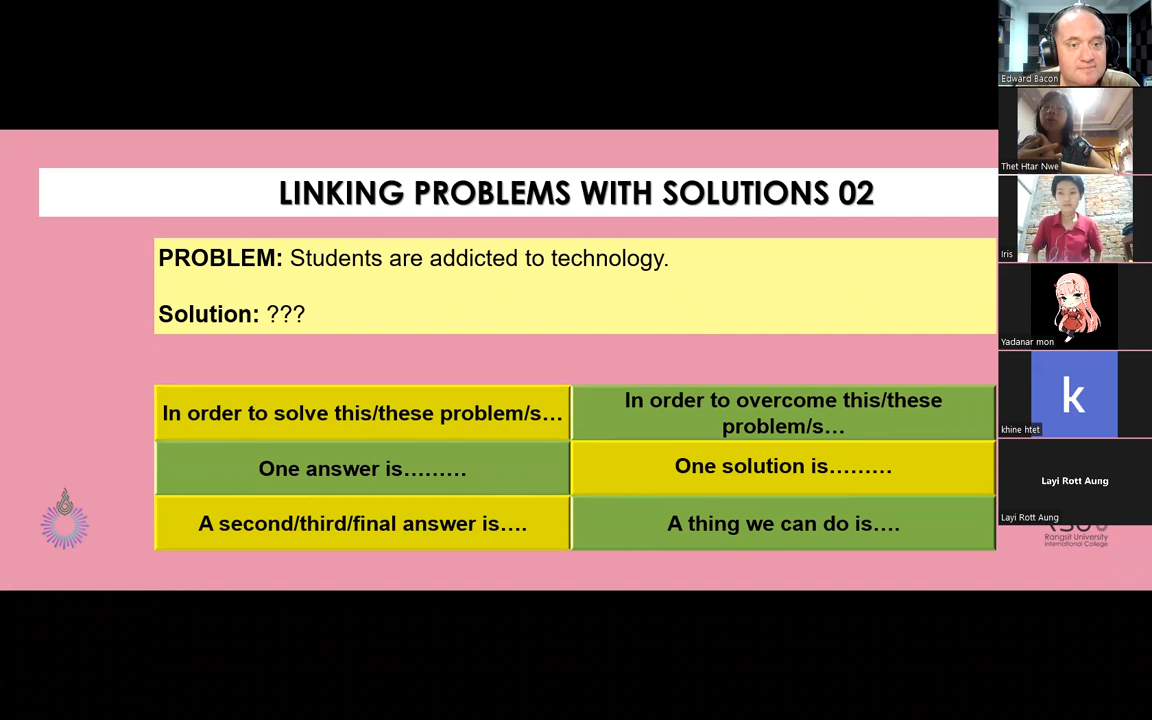 LINKING PROBLEMS WITH SOLUTIONS 02
PROBLEM: Students are addicted to technology.
Solution: ???
In order to solve this/these problem/s…
In order to overcome this/these
problem/s…
One answer is………
One solution is………
A second/third/final answer is….
A thing we can do is….
Edward Bacon
Thet Htar Nwe
Iris
Yadanar mon
k
khine htet
Layi Rott Aung
Layi Rott Aung
Rangsit University
International College